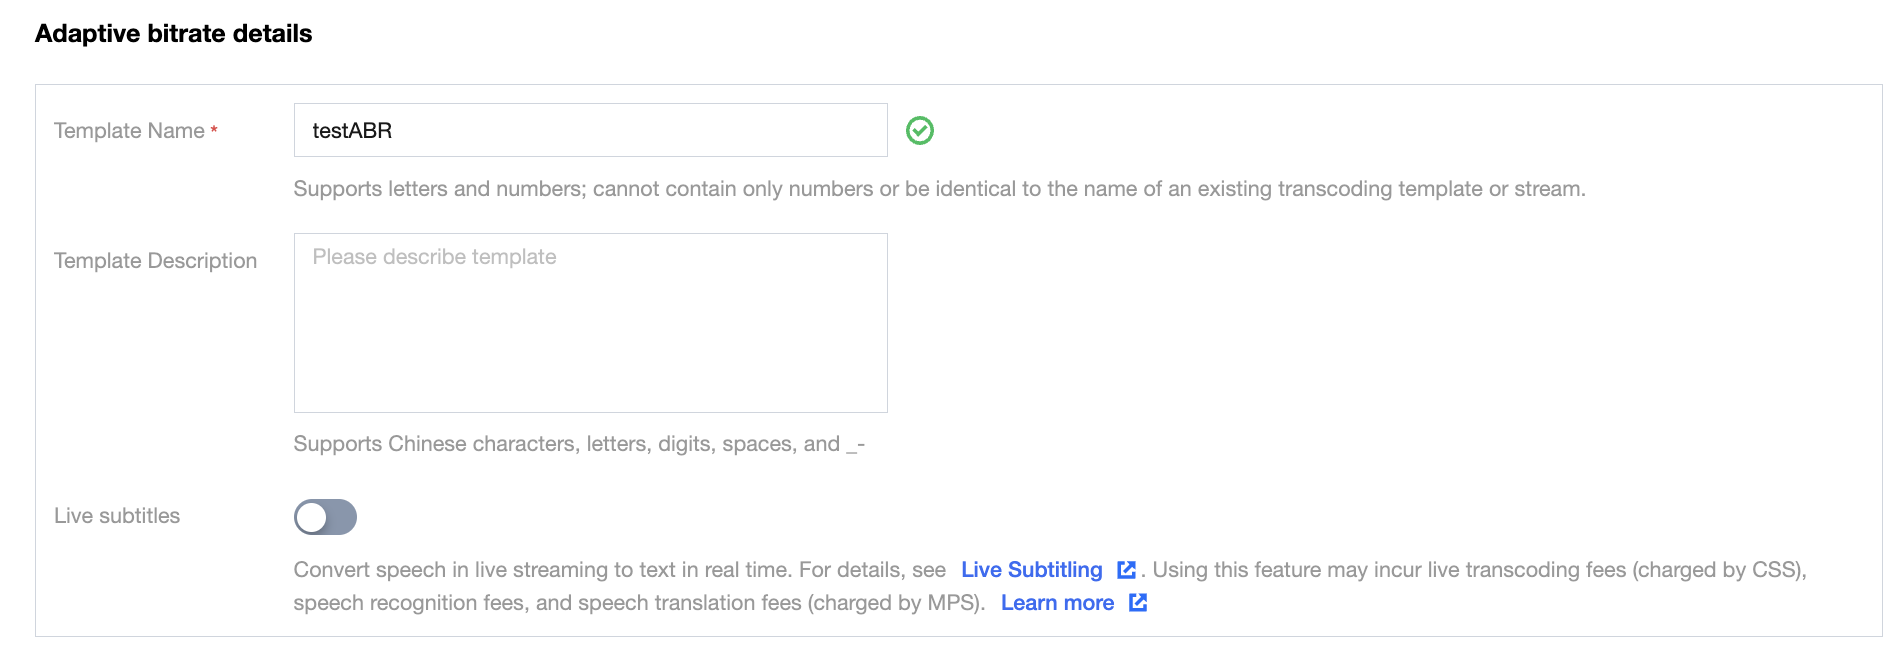 Adaptive bitrate details
Template Name *
testABR
Supports letters and numbers; cannot contain only numbers or be identical to the name of an existing transcoding template or stream.
Template Description
Please describe template
Supports Chinese characters, letters, digits, spaces, and _-
Live subtitles
Convert speech in live streaming to text in real time. For details, see Live Subtitling . Using this feature may incur live transcoding fees (charged by CSS),
speech recognition fees, and speech translation fees (charged by MPS). Learn more